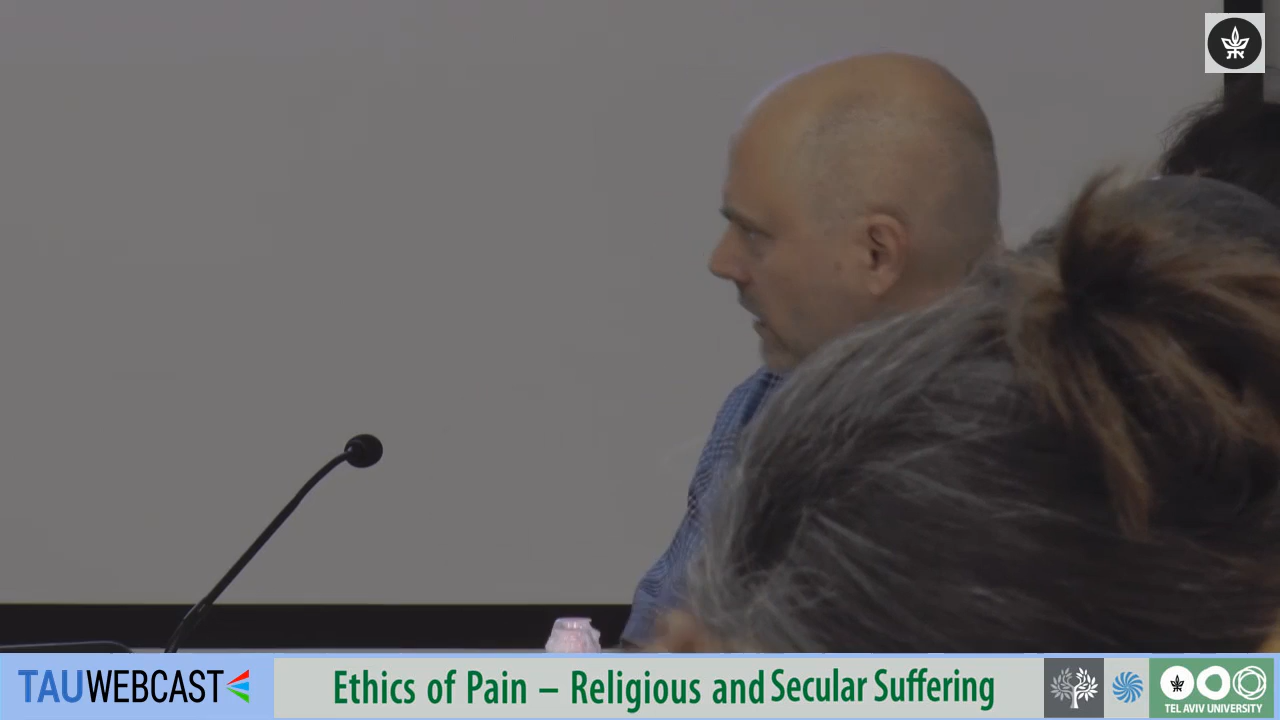 TAUWEBCAST
Ethics of Pain – Religious and Secular Suffering
TEL AVIV UNIVERSITY